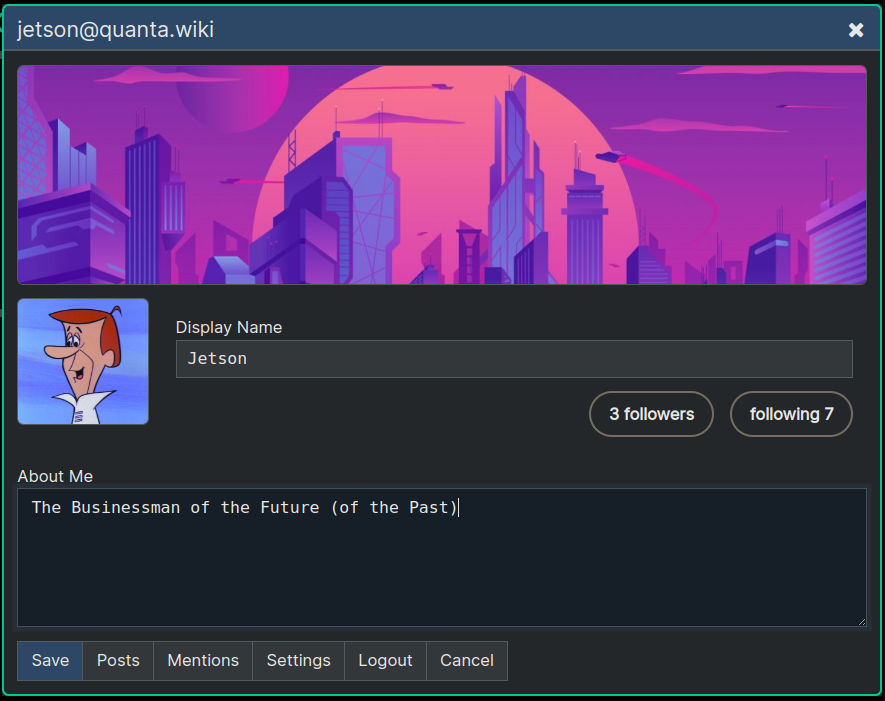 jetson@quanta.wiki
Display Name
Jetson
3 followers
following 7
About Me
The Businessman of the Future (of the Past)
Save
Posts
Mentions
Settings
Logout
Cancel